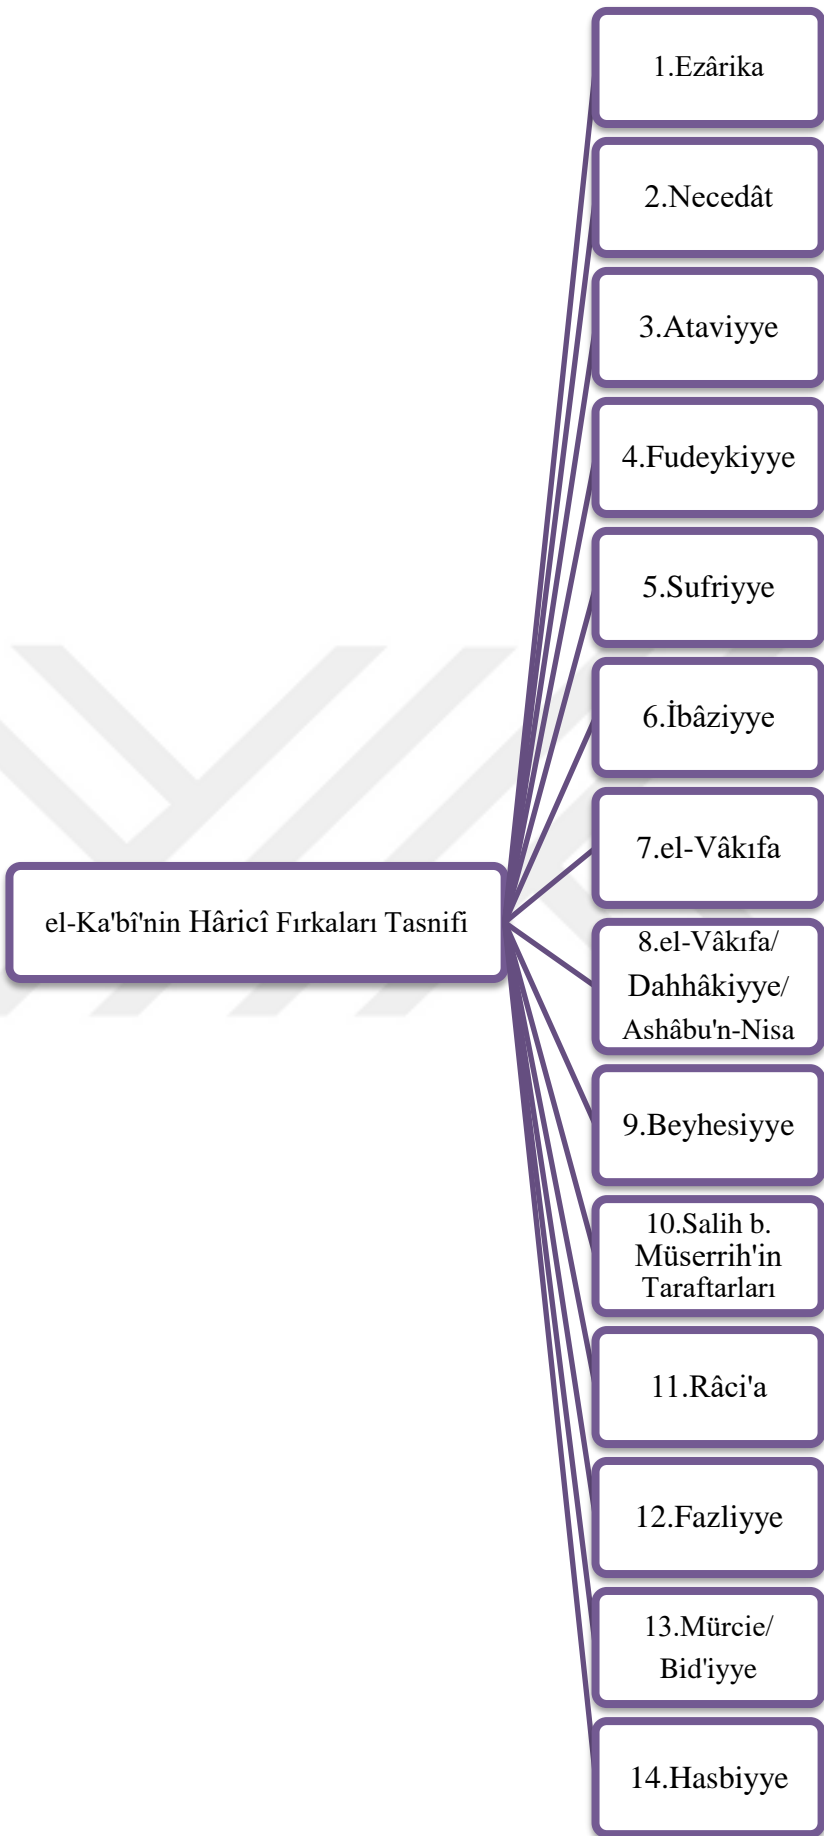 1.Ezârika
2.Necedât
3.Ataviyye
4.Fudeykiyye
5.Sufriyye
6.İbâziyye
7.el-Vâkıfa
el-Ka'bî'nin Hâricî Fırkaları Tasnifi
8.el-Vâkıfa/
Dahhâkiyye/
Ashâbu'n-Nisa
9.Beyhesiyye
10.Salih b.
Müserrih'in
Taraftarları
11.Râci'a
12.Fazliyye
13.Mürcie/
Bid'iyye
14.Hasbiyye